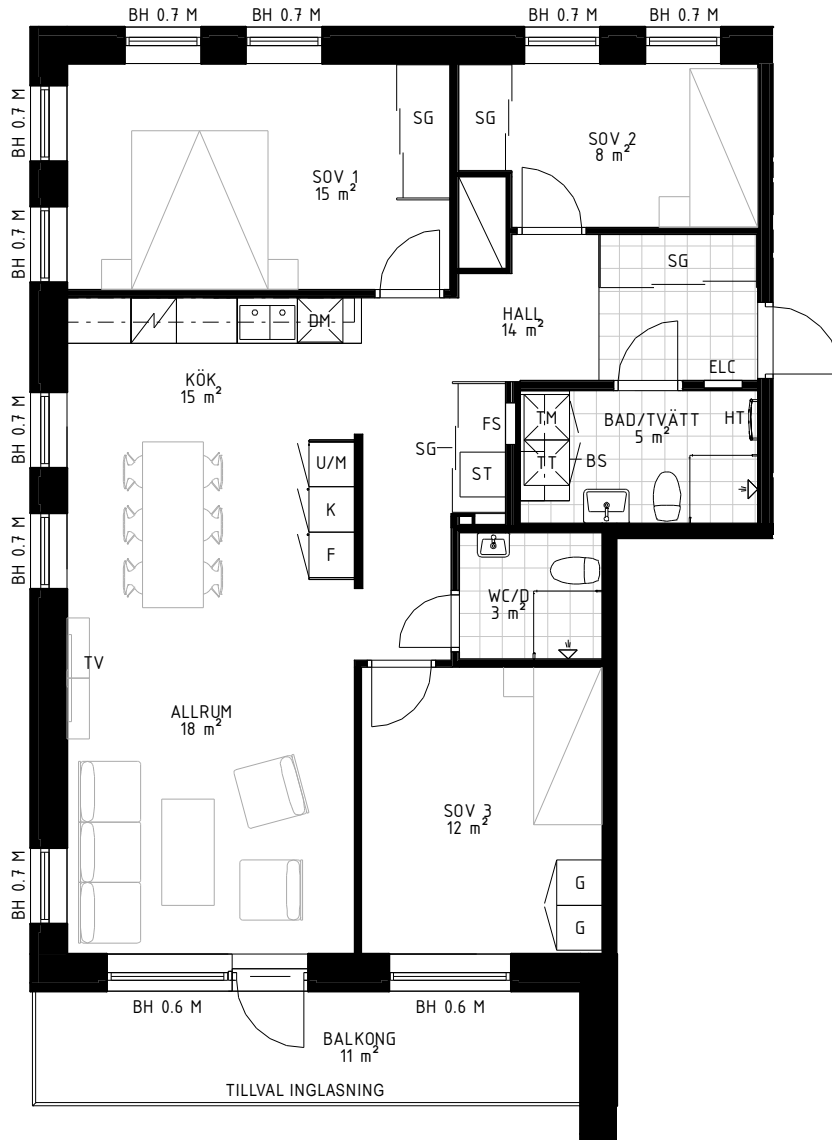 BH 0.7 M
BH 0.7 M
BH 0.7 M
BH 0.7 M
BH 0.7 M
SG
SG
SOV 2
8 m²
SOV 1
15 m²
BH 0.7 M
SG
HALL
14 m²
DM
ELC
KÖK
15 m²
BH 0.7 M
FS
TM
BAD/TVÄTT
5 m²
HT
SG
U/M
ST
TT
BS
K
F
BH 0.7 M
WC/D
3 m²
TV
ALLRUM
18 m²
SOV 3
12 m²
BH 0.7 M
G
G
BH 0.6 M
BH 0.6 M
BALKONG
11 m²
TILLVAL INGLASNING